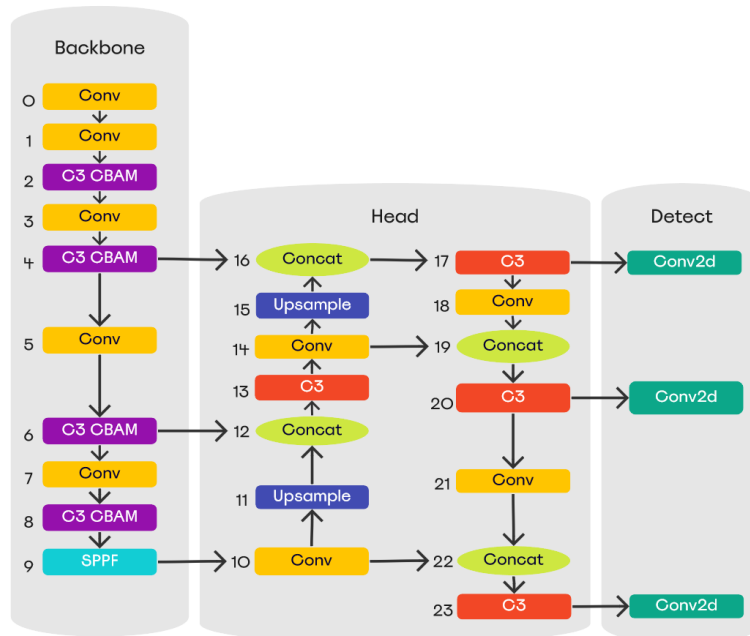 Backbone
0 Conv
1 Conv
2 C3 CBAM
3 Conv
4 C3 CBAM
5 Conv
6 C3 CBAM
7 Conv
8 C3 CBAM
9 SPPF
Head
16 Concat
15 Upsample
14 Conv
13 C3
12 Concat
11 Upsample
10 Conv
17 C3
18 Conv
19 Concat
20 C3
21 Conv
22 Concat
23 C3
Detect
Conv2d
Conv2d
Conv2d